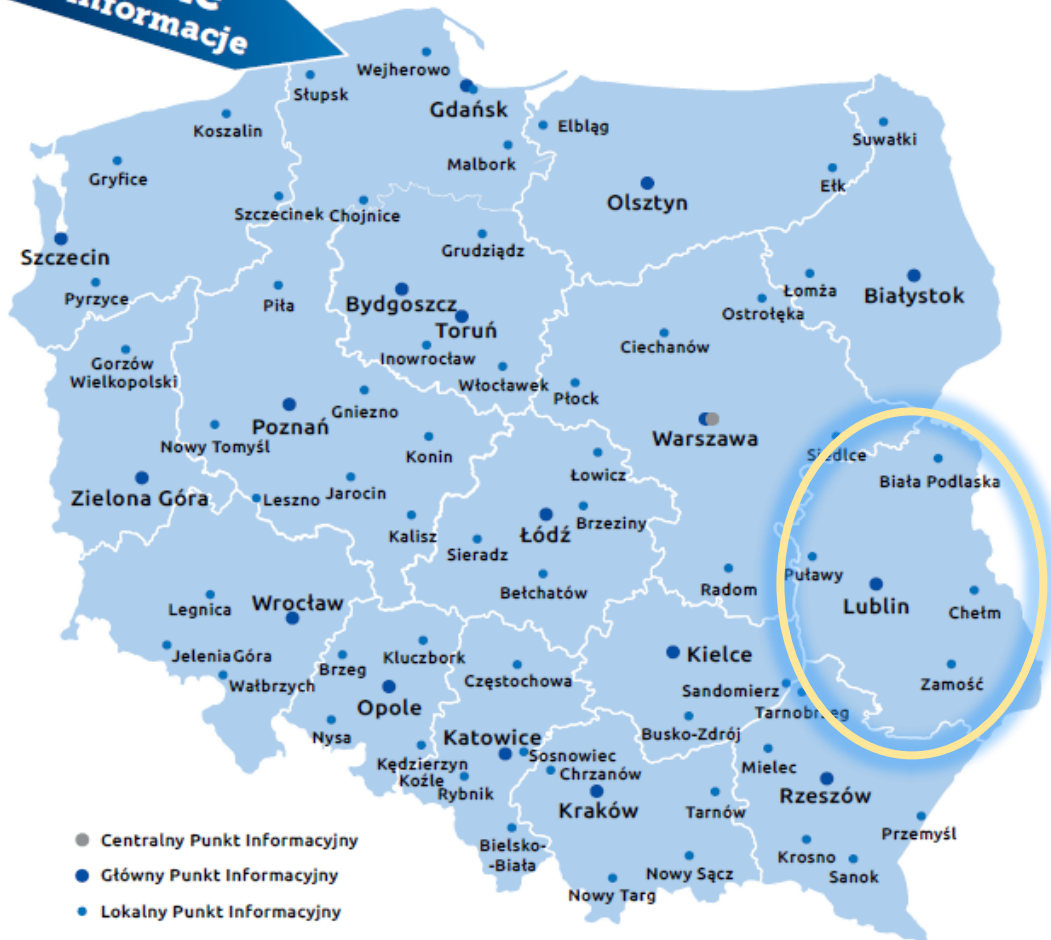 informacje
Wejherowo
Słupsk
Gdańsk
Koszalin
Elbląg
Suwałki
Malbork
Gryfice
Ełk
Olsztyn
Szczecinek Chojnice
Grudziądz
Szczecin
Pyrzyce
Piła
Bydgoszcz
Łomża
Białystok
Ostrołęka
Toruń
Ciechanów
Inowrocław
Gorzów
Wielkopolski
Włocławek
Płock
Gniezno
Poznań
Warszawa
Nowy Tomyśl
Konin
Siedlce
Łowicz
Biała Podlaska
Zielona Góra
Leszno
Jarocin
Brzeziny
Kalisz
Łódź
Sieradz
Puławy
Radom
Bełchatów
Legnica
Wrocław
Lublin
Chełm
Jelenia Góra
Kluczbork
Kielce
Brzeg
Wałbrzych
Częstochowa
Sandomierz
Zamość
Opole
Tarnobrzeg
Nysa
Katowice
Busko-Zdrój
Sosnowiec
Kędzierzyn
Koźle
Chrzanów
Mielec
Rybnik
Kraków
Tarnów
Rzeszów
Przemyśl
Centralny Punkt Informacyjny
Bielsko-
-Biała
Krosno
Główny Punkt Informacyjny
Nowy Sącz
Sanok
Nowy Targ
Lokalny Punkt Informacyjny